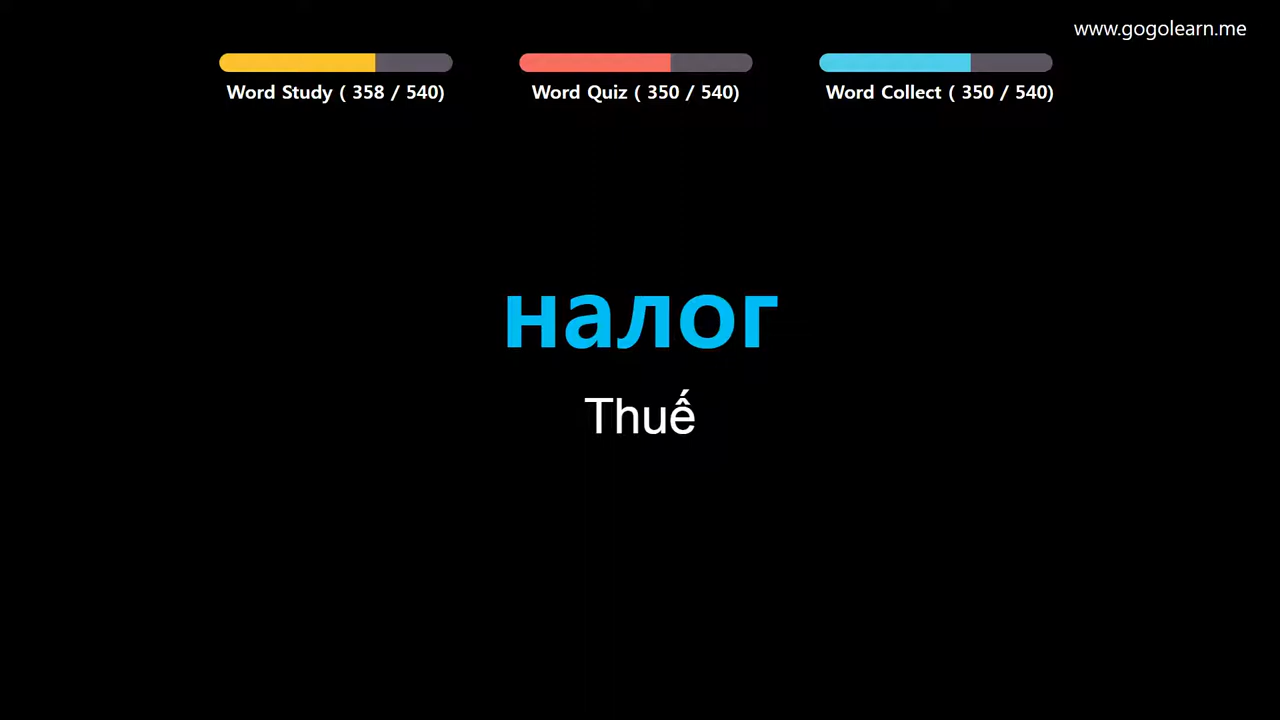 www.gogolearn.me
Word Study ( 358 / 540)
Word Quiz ( 350 / 540)
Word Collect ( 350 / 540)
налог
Thuế